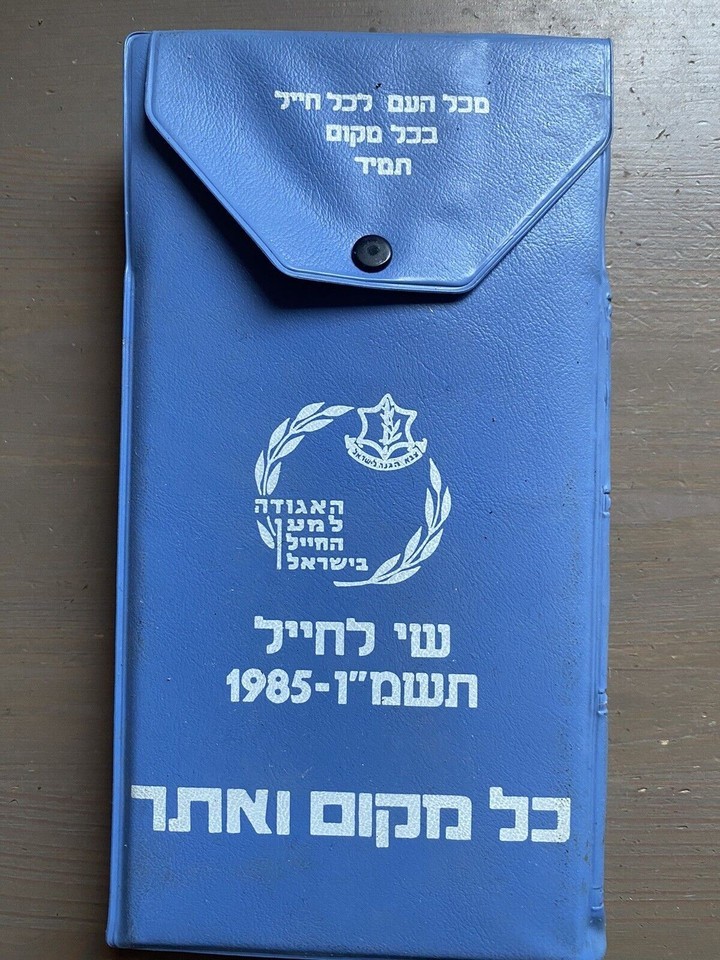 מכל העם לכל חייל
בכל מקום
תמיד
צבא הגנה לישראל
האגודה
למען
החייל
בישראל
שי לחייל
תשמ"ו-1985
כל מקום ואתר